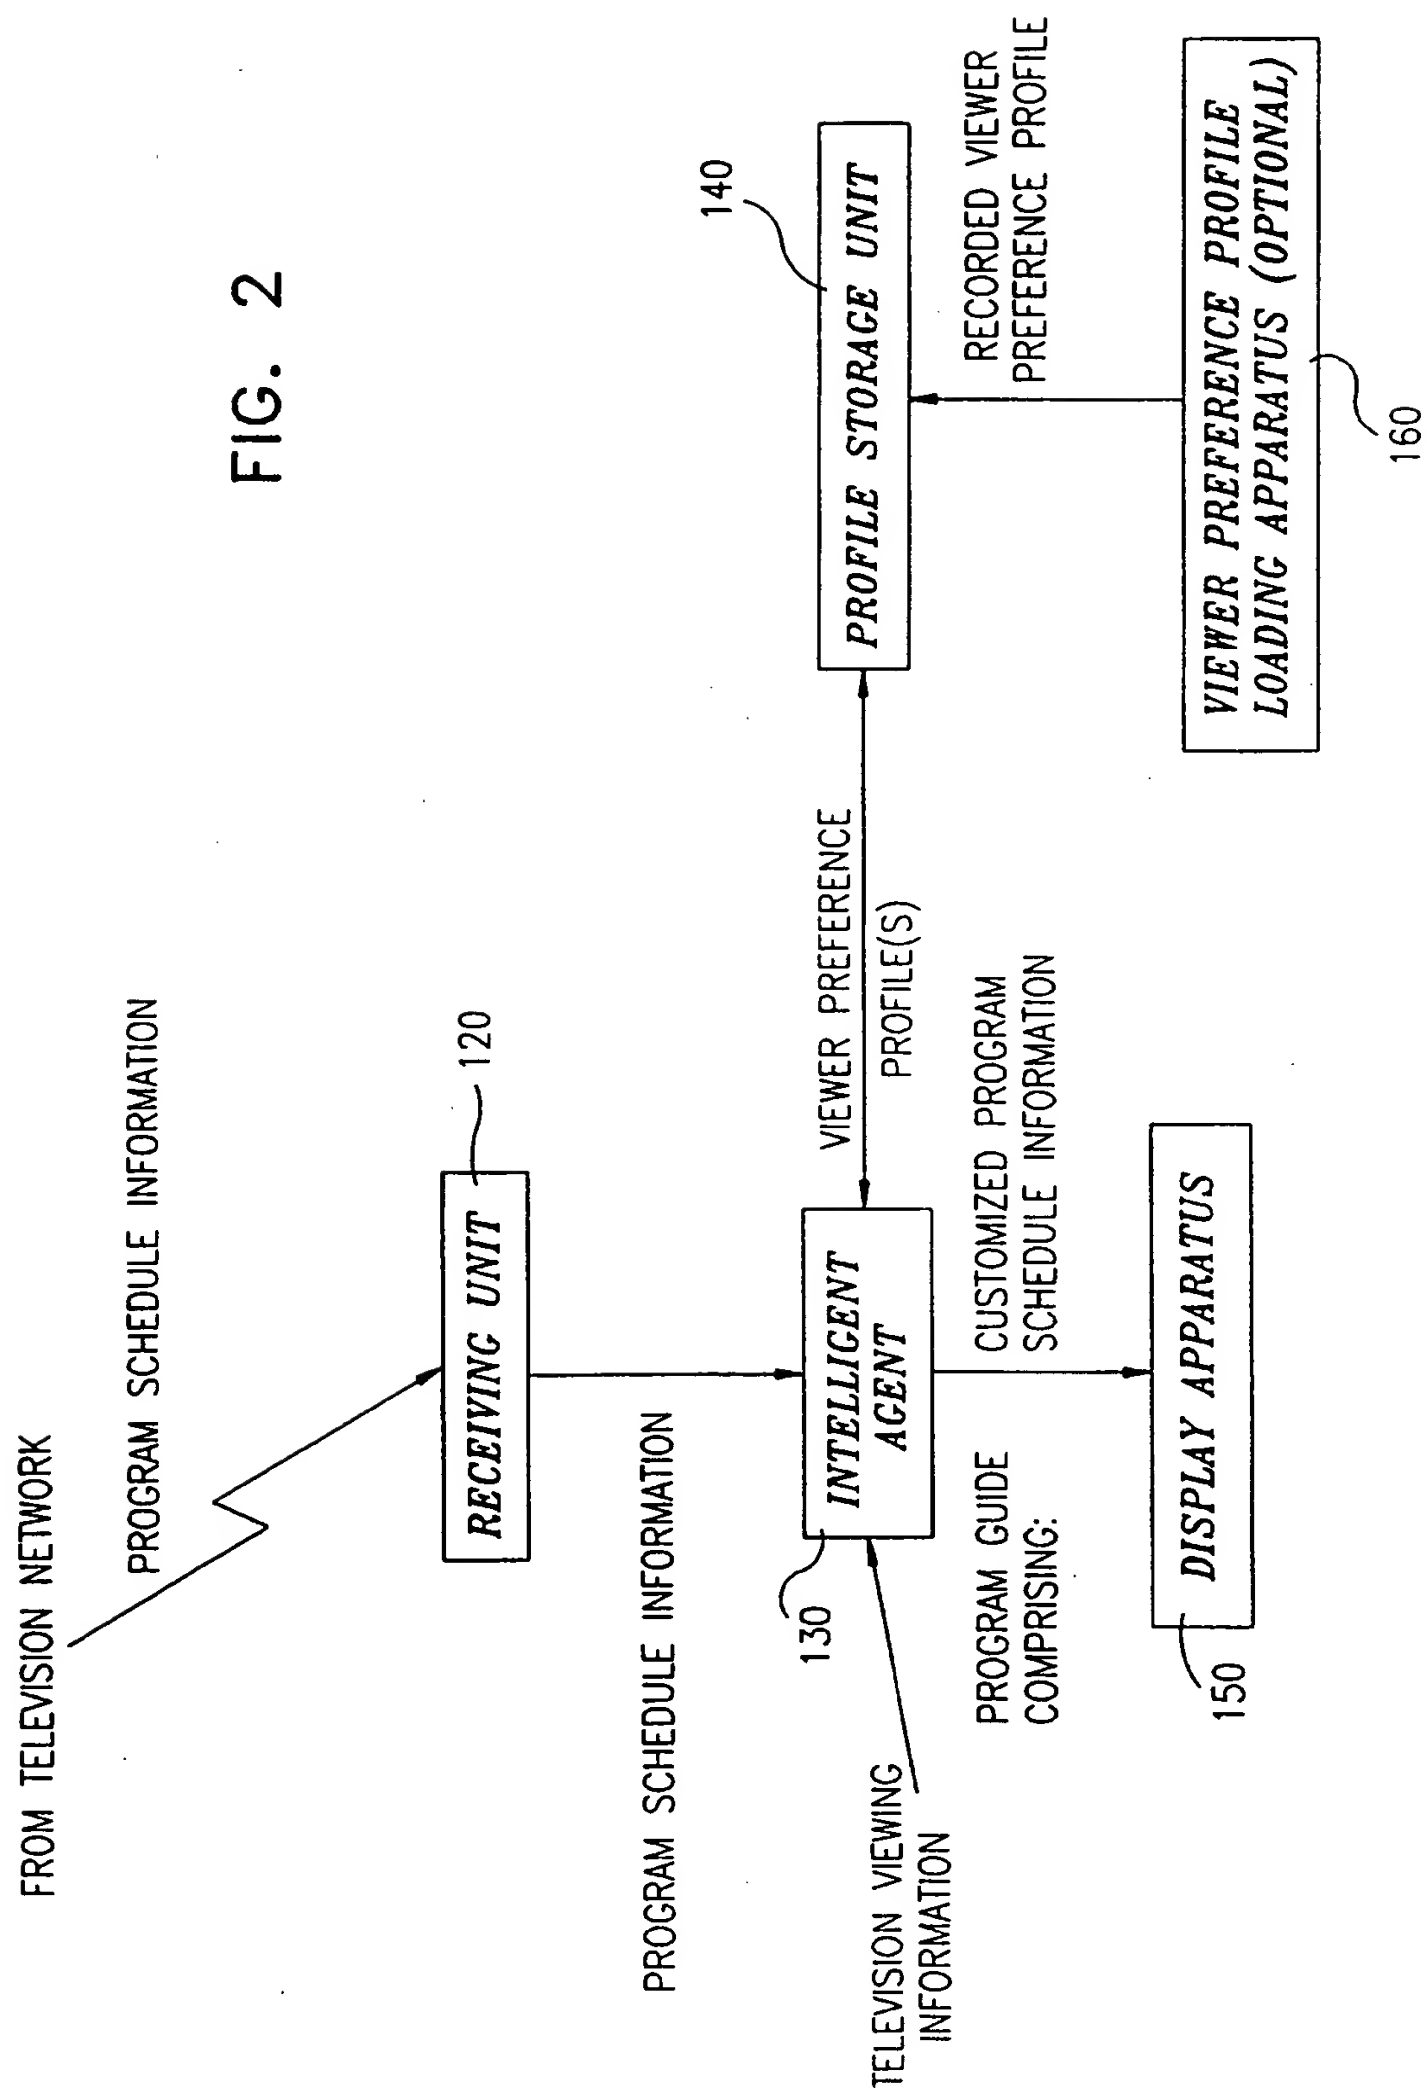 FIG. 2
FROM TELEVISION NETWORK
PROGRAM SCHEDULE INFORMATION
120
RECEIVING UNIT
PROGRAM SCHEDULE INFORMATION
140
TELEVISION VIEWING
INFORMATION
130
INTELLIGENT
AGENT
VIEWER PREFERENCE
PROFILE(S)
PROFILE STORAGE UNIT
PROGRAM GUIDE
COMPRISING:
CUSTOMIZED PROGRAM
SCHEDULE INFORMATION
RECORDED VIEWER
PREFERENCE PROFILE
150
DISPLAY APPARATUS
VIEWER PREFERENCE PROFILE
LOADING APPARATUS (OPTIONAL)
160